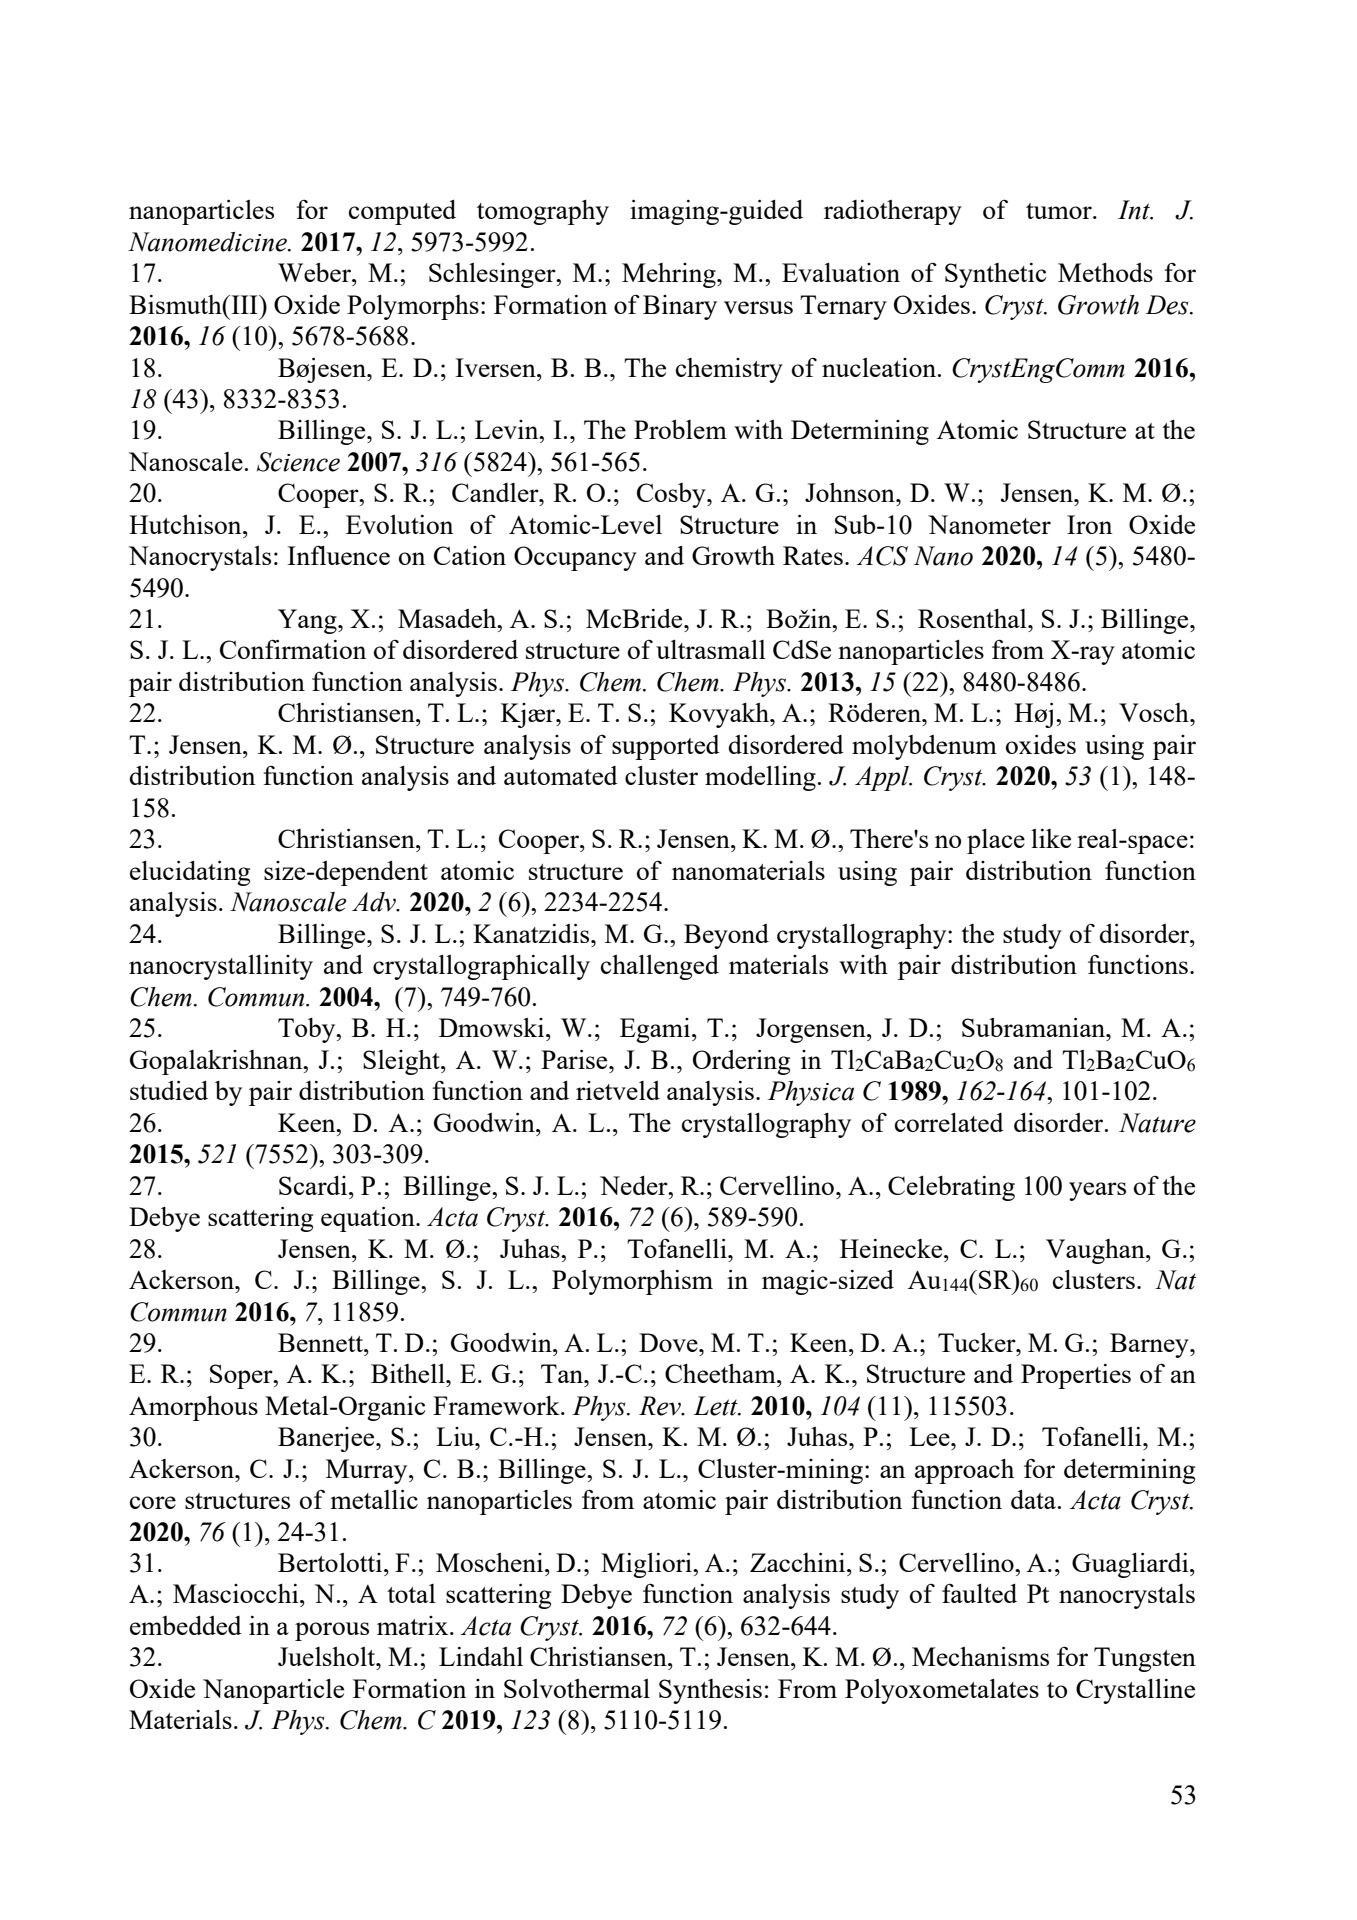 nanoparticles for computed tomography imaging-guided radiotherapy of tumor. Int. J.
Nanomedicine. 2017, 12, 5973-5992.
17. Weber, M.; Schlesinger, M.; Mehring, M., Evaluation of Synthetic Methods for
Bismuth(III) Oxide Polymorphs: Formation of Binary versus Ternary Oxides. Cryst. Growth Des.
2016, 16 (10), 5678-5688.
18. Bøjesen, E. D.; Iversen, B. B., The chemistry of nucleation. CrystEngComm 2016,
18 (43), 8332-8353.
19. Billinge, S. J. L.; Levin, I., The Problem with Determining Atomic Structure at the
Nanoscale. Science 2007, 316 (5824), 561-565.
20. Cooper, S. R.; Candler, R. O.; Cosby, A. G.; Johnson, D. W.; Jensen, K. M. Ø.;
Hutchison, J. E., Evolution of Atomic-Level Structure in Sub-10 Nanometer Iron Oxide
Nanocrystals: Influence on Cation Occupancy and Growth Rates. ACS Nano 2020, 14 (5), 5480-
5490.
21. Yang, X.; Masadeh, A. S.; McBride, J. R.; Božin, E. S.; Rosenthal, S. J.; Billinge,
S. J. L., Confirmation of disordered structure of ultrasmall CdSe nanoparticles from X-ray atomic
pair distribution function analysis. Phys. Chem. Chem. Phys. 2013, 15 (22), 8480-8486.
22. Christiansen, T. L.; Kjær, E. T. S.; Kovyakh, A.; Röderen, M. L.; Høj, M.; Vosch,
T.; Jensen, K. M. Ø., Structure analysis of supported disordered molybdenum oxides using pair
distribution function analysis and automated cluster modelling. J. Appl. Cryst. 2020, 53 (1), 148-
158.
23. Christiansen, T. L.; Cooper, S. R.; Jensen, K. M. Ø., There's no place like real-space:
elucidating size-dependent atomic structure of nanomaterials using pair distribution function
analysis. Nanoscale Adv. 2020, 2 (6), 2234-2254.
24. Billinge, S. J. L.; Kanatzidis, M. G., Beyond crystallography: the study of disorder,
nanocrystallinity and crystallographically challenged materials with pair distribution functions.
Chem. Commun. 2004, (7), 749-760.
25. Toby, B. H.; Dmowski, W.; Egami, T.; Jorgensen, J. D.; Subramanian, M. A.;
Gopalakrishnan, J.; Sleight, A. W.; Parise, J. B., Ordering in Tl2CaBa2Cu2O8 and Tl2Ba2CuO6
studied by pair distribution function and rietveld analysis. Physica C 1989, 162-164, 101-102.
26. Keen, D. A.; Goodwin, A. L., The crystallography of correlated disorder. Nature
2015, 521 (7552), 303-309.
27. Scardi, P.; Billinge, S. J. L.; Neder, R.; Cervellino, A., Celebrating 100 years of the
Debye scattering equation. Acta Cryst. 2016, 72 (6), 589-590.
28. Jensen, K. M. Ø.; Juhas, P.; Tofanelli, M. A.; Heinecke, C. L.; Vaughan, G.;
Ackerson, C. J.; Billinge, S. J. L., Polymorphism in magic-sized Au144(SR)60 clusters. Nat
Commun 2016, 7, 11859.
29. Bennett, T. D.; Goodwin, A. L.; Dove, M. T.; Keen, D. A.; Tucker, M. G.; Barney,
E. R.; Soper, A. K.; Bithell, E. G.; Tan, J.-C.; Cheetham, A. K., Structure and Properties of an
Amorphous Metal-Organic Framework. Phys. Rev. Lett. 2010, 104 (11), 115503.
30. Banerjee, S.; Liu, C.-H.; Jensen, K. M. Ø.; Juhas, P.; Lee, J. D.; Tofanelli, M.;
Ackerson, C. J.; Murray, C. B.; Billinge, S. J. L., Cluster-mining: an approach for determining
core structures of metallic nanoparticles from atomic pair distribution function data. Acta Cryst.
2020, 76 (1), 24-31.
31. Bertolotti, F.; Moscheni, D.; Migliori, A.; Zacchini, S.; Cervellino, A.; Guagliardi,
A.; Masciocchi, N., A total scattering Debye function analysis study of faulted Pt nanocrystals
embedded in a porous matrix. Acta Cryst. 2016, 72 (6), 632-644.
32. Juelsholt, M.; Lindahl Christiansen, T.; Jensen, K. M. Ø., Mechanisms for Tungsten
Oxide Nanoparticle Formation in Solvothermal Synthesis: From Polyoxometalates to Crystalline
Materials. J. Phys. Chem. C 2019, 123 (8), 5110-5119.
53